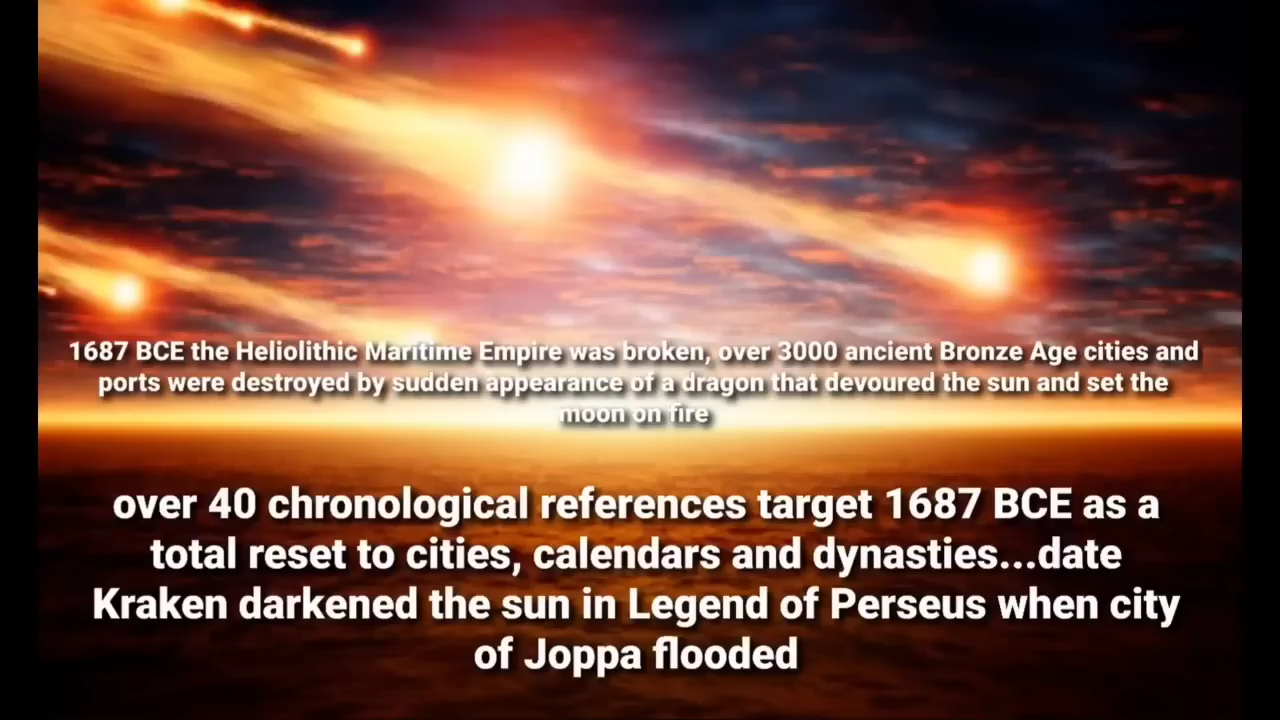 1687 BCE the Heliolithic Maritime Empire was broken, over 3000 ancient Bronze Age cities and
ports were destroyed by sudden appearance of a dragon that devoured the sun and set the
moon on fire
over 40 chronological references target 1687 BCE as a
total reset to cities, calendars and dynasties...date
Kraken darkened the sun in Legend of Perseus when city
of Joppa flooded